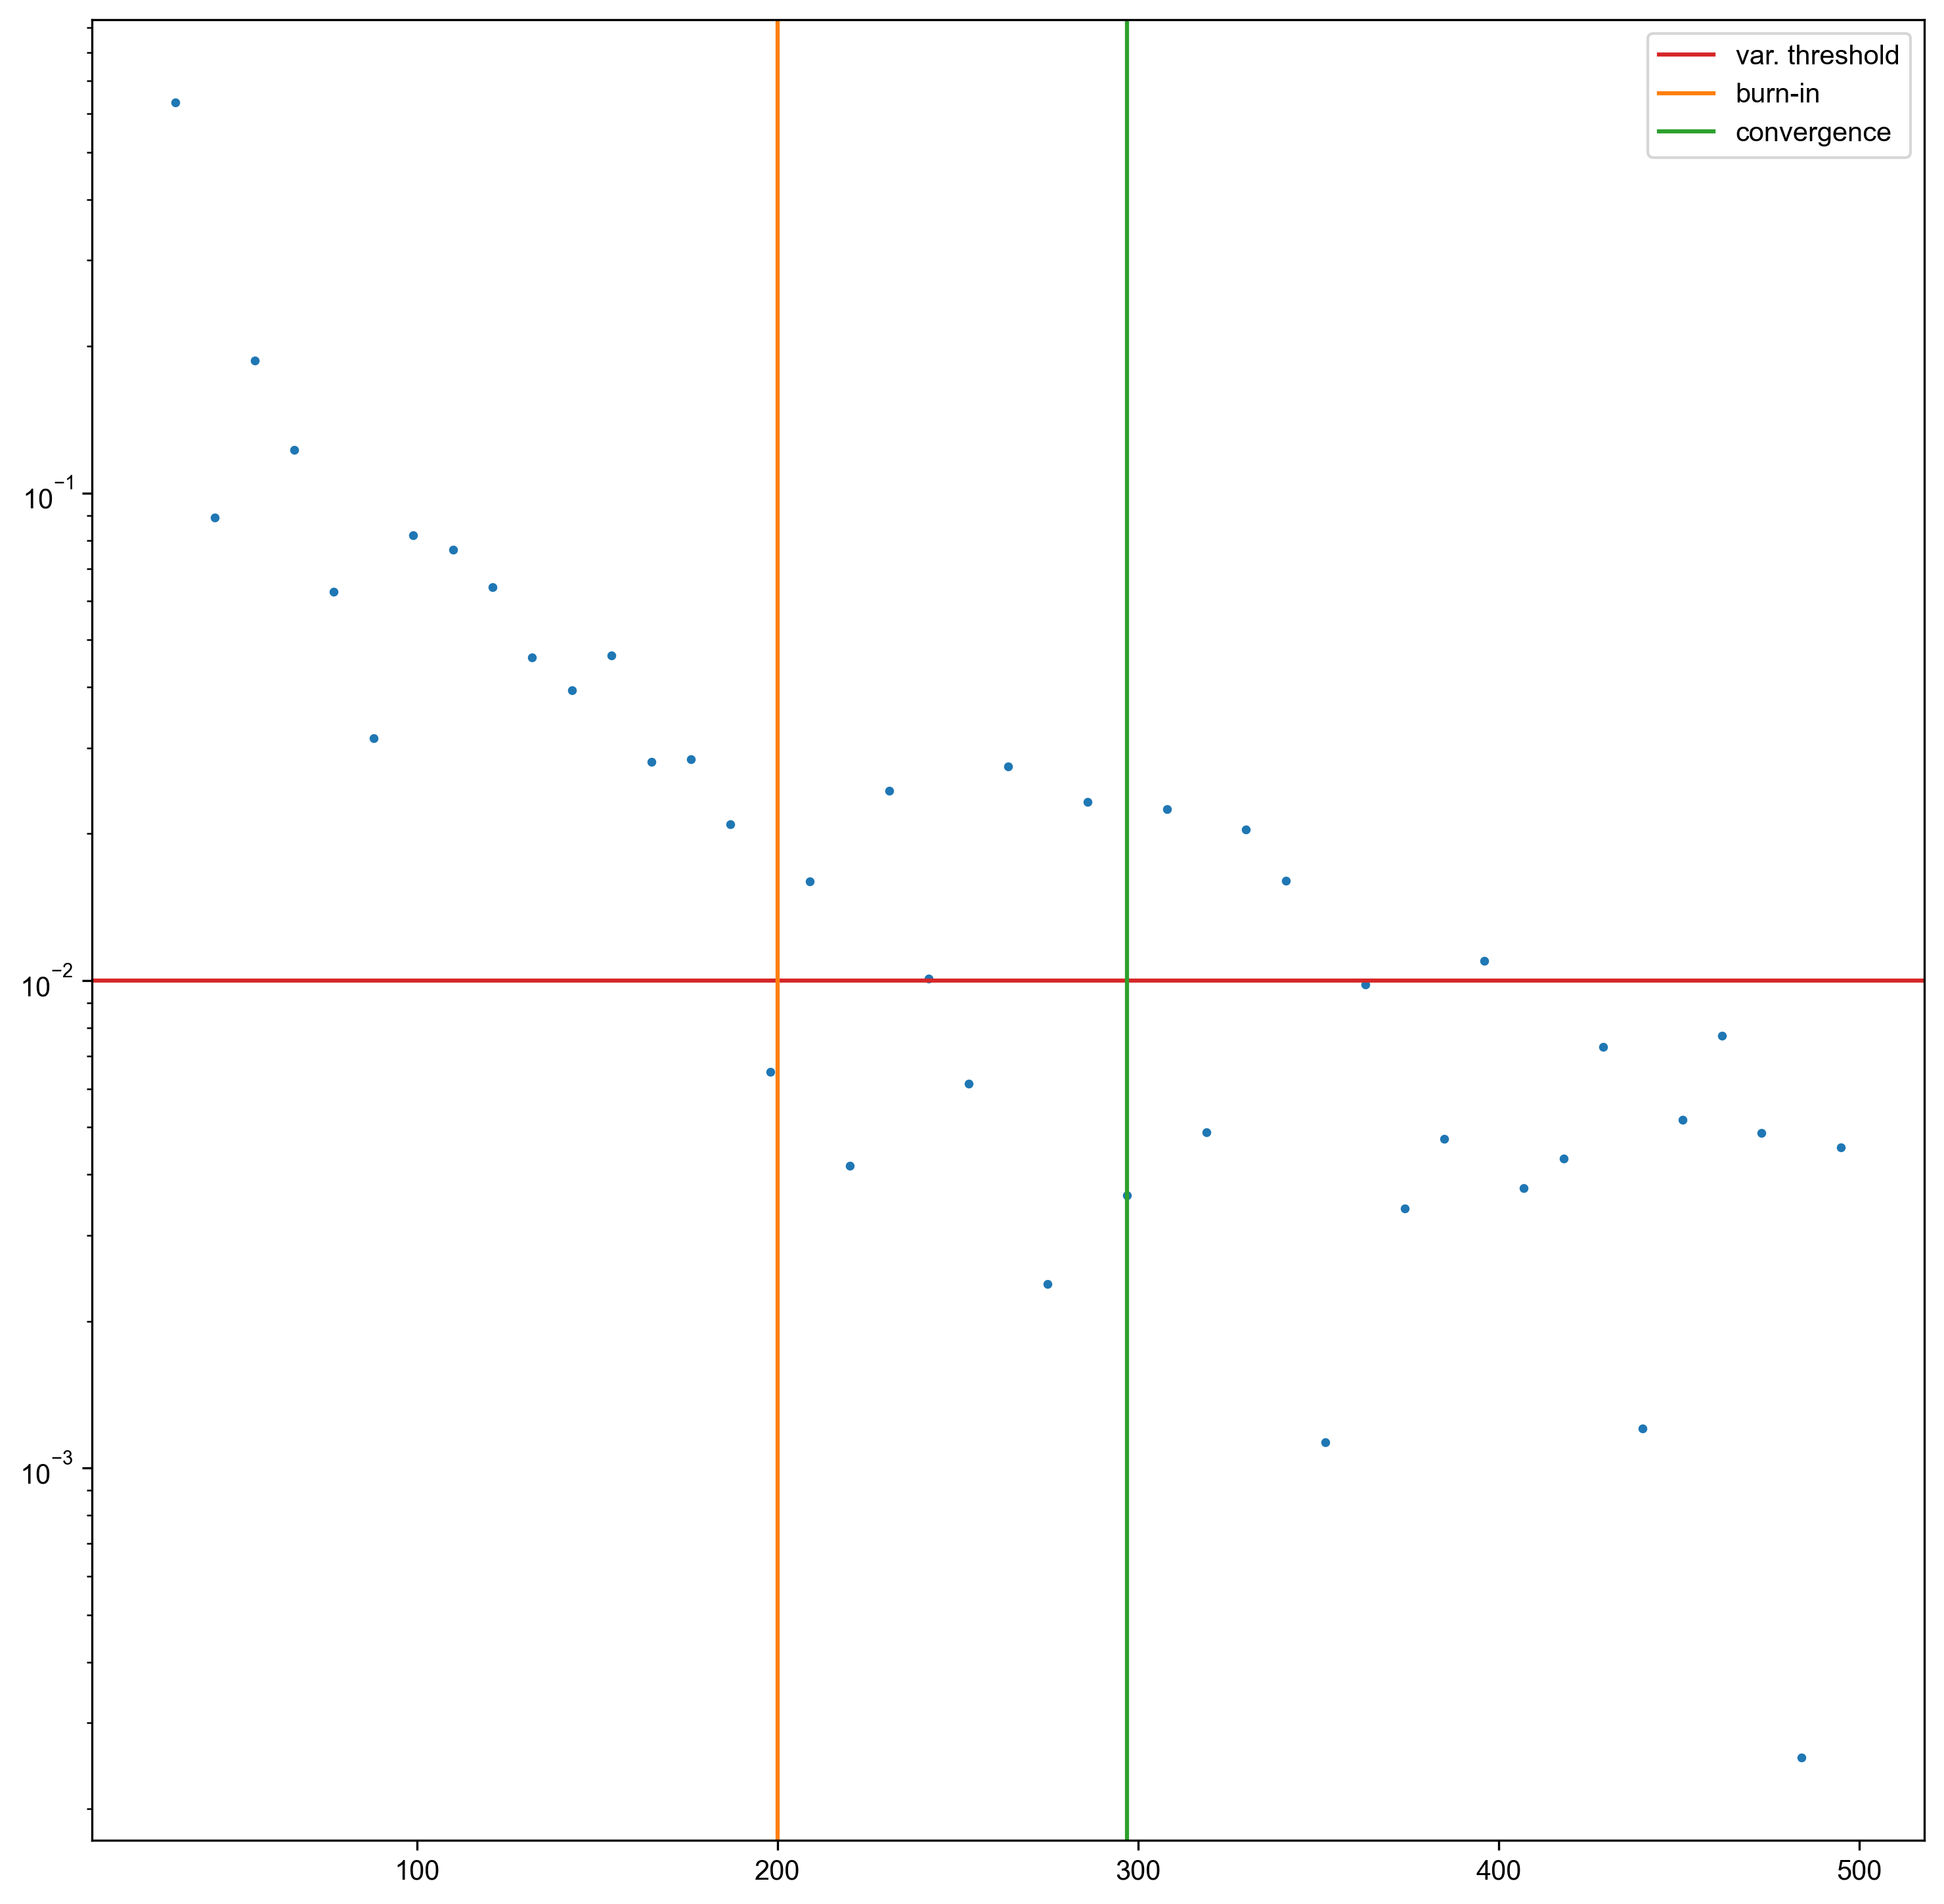 var. threshold
burn-in
convergence
10⁻¹
10⁻²
10⁻³
100 200 300 400 500